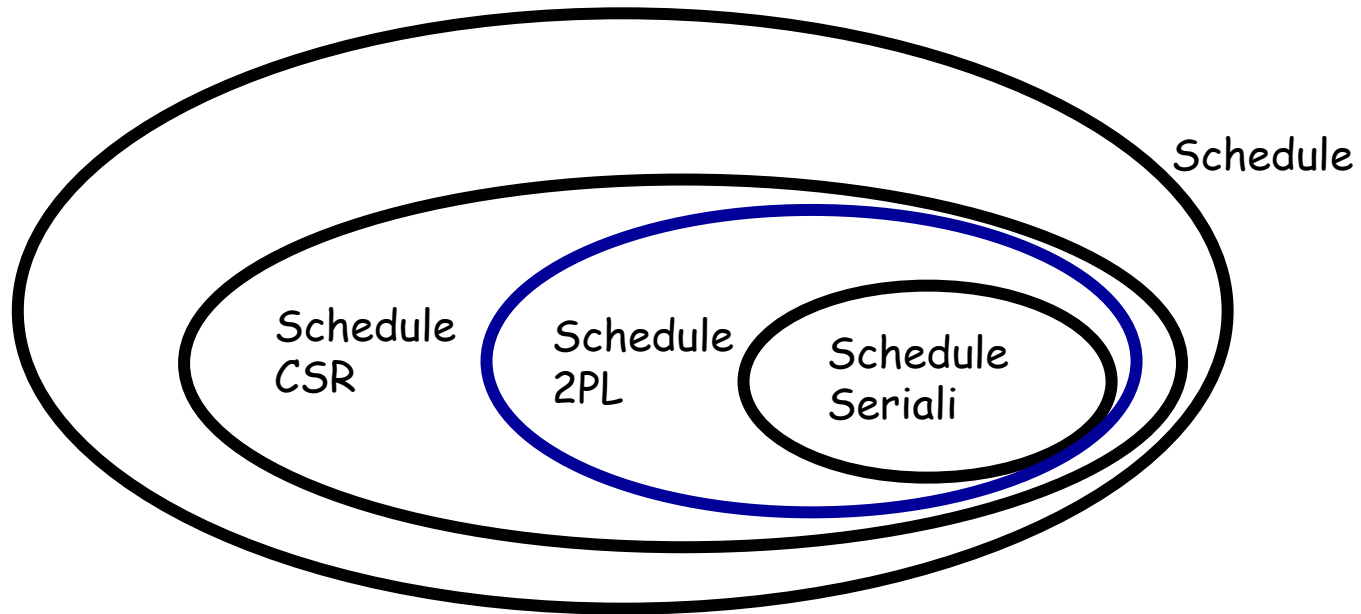 Schedule
Schedule
CSR
Schedule
2PL
Schedule
Seriali